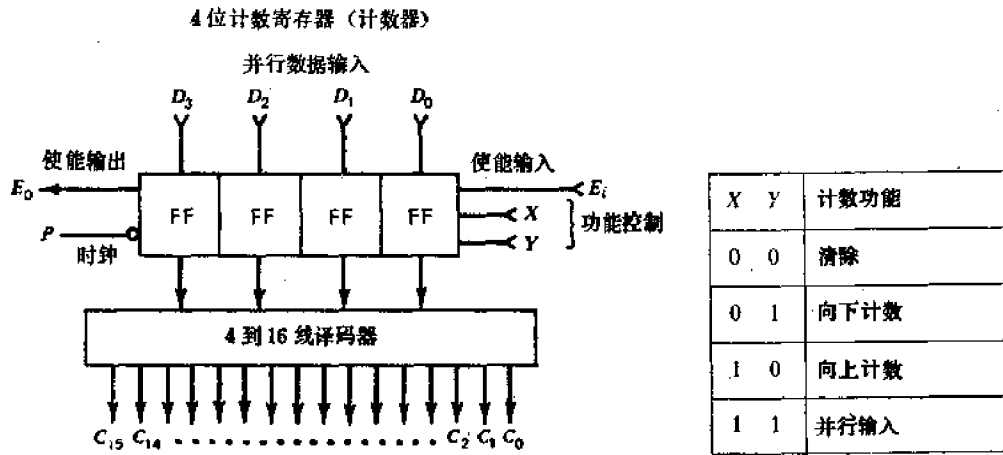 4位计数寄存器（计数器）
并行数据输入
D₃ D₂ D₁ D₀
使能输出
使能输入
E₀
Eᵢ
FF FF FF FF
X
Y
功能控制
P
时钟
4到16线译码器
C₁₅ C₁₄ C₂ C₁ C₀
X Y 计数功能
0 0 清除
0 1 向下计数
1 0 向上计数
1 1 并行输入